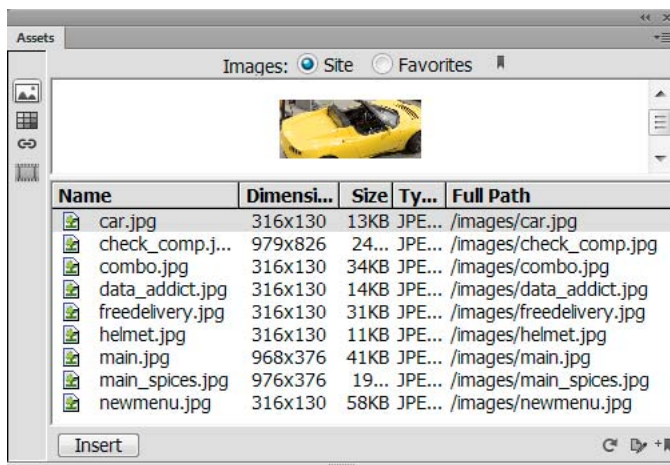 Assets
Images: Site Favorites
Name Dimensi... Size Ty... Full Path
car.jpg 316x130 13KB JPE... /images/car.jpg
check_comp.j... 979x826 24... JPE... /images/check_comp.jpg
combo.jpg 316x130 34KB JPE... /images/combo.jpg
data_addict.jpg 316x130 14KB JPE... /images/data_addict.jpg
freedelivery.jpg 316x130 31KB JPE... /images/freedelivery.jpg
helmet.jpg 316x130 11KB JPE... /images/helmet.jpg
main.jpg 968x376 41KB JPE... /images/main.jpg
main_spices.jpg 976x376 19... JPE... /images/main_spices.jpg
newmenu.jpg 316x130 58KB JPE... /images/newmenu.jpg
Insert